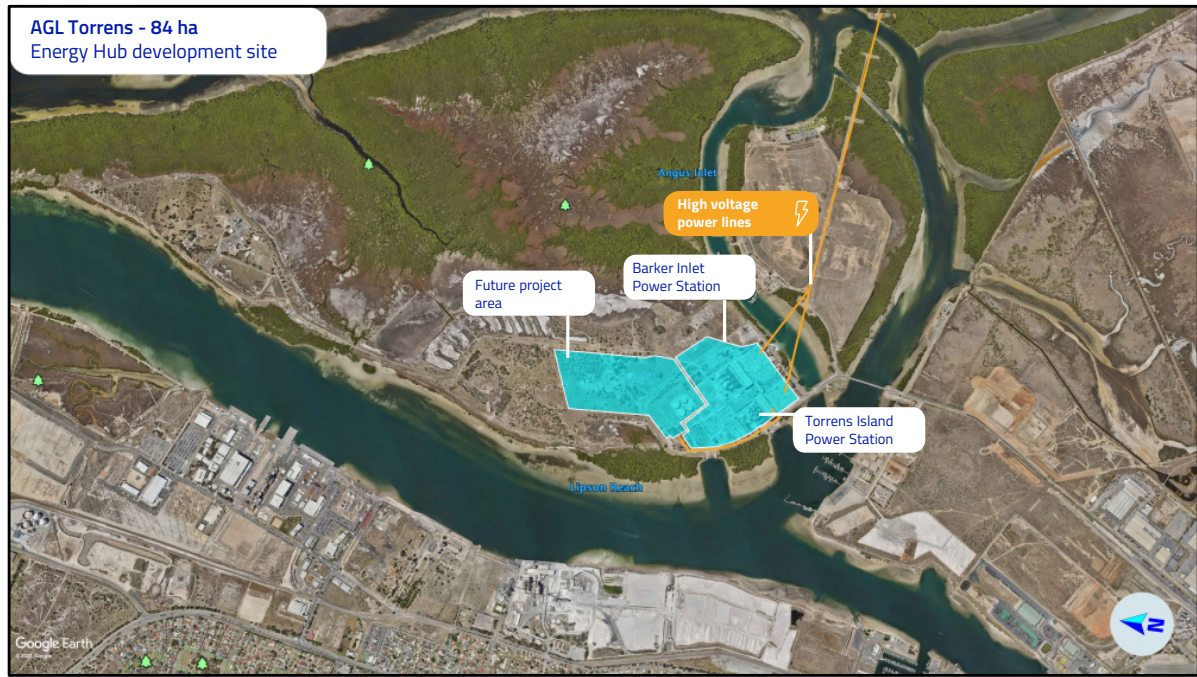 AGL Torrens - 84 ha
Energy Hub development site
Angus Inlet
High voltage
power lines
Barker Inlet
Power Station
Future project
area
Torrens Island
Power Station
Lipson Reach
Google Earth
N